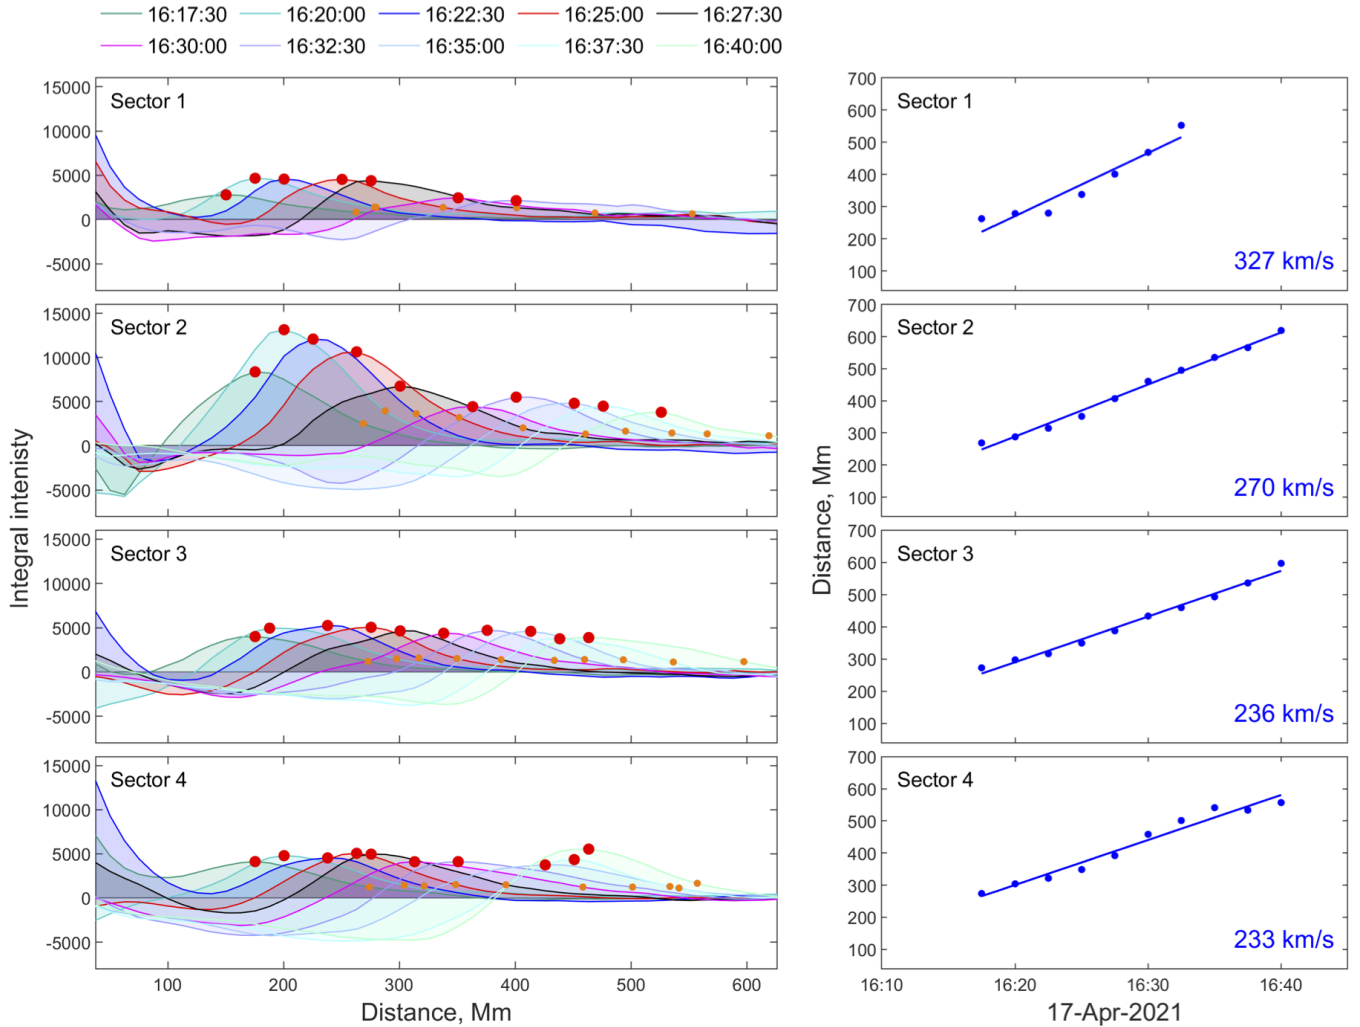 16:17:30 16:20:00 16:22:30 16:25:00 16:27:30
16:30:00 16:32:30 16:35:00 16:37:30 16:40:00
Integral intenisty
Sector 1
15000
10000
5000
0
-5000
Sector 2
15000
10000
5000
0
-5000
Sector 3
15000
10000
5000
0
-5000
Sector 4
15000
10000
5000
0
-5000
100 200 300 400 500 600
Distance, Mm
Distance, Mm
Sector 1
700
600
500
400
300
200
100
327 km/s
Sector 2
700
600
500
400
300
200
100
270 km/s
Sector 3
700
600
500
400
300
200
100
236 km/s
Sector 4
700
600
500
400
300
200
100
233 km/s
16:10 16:20 16:30 16:40
17-Apr-2021